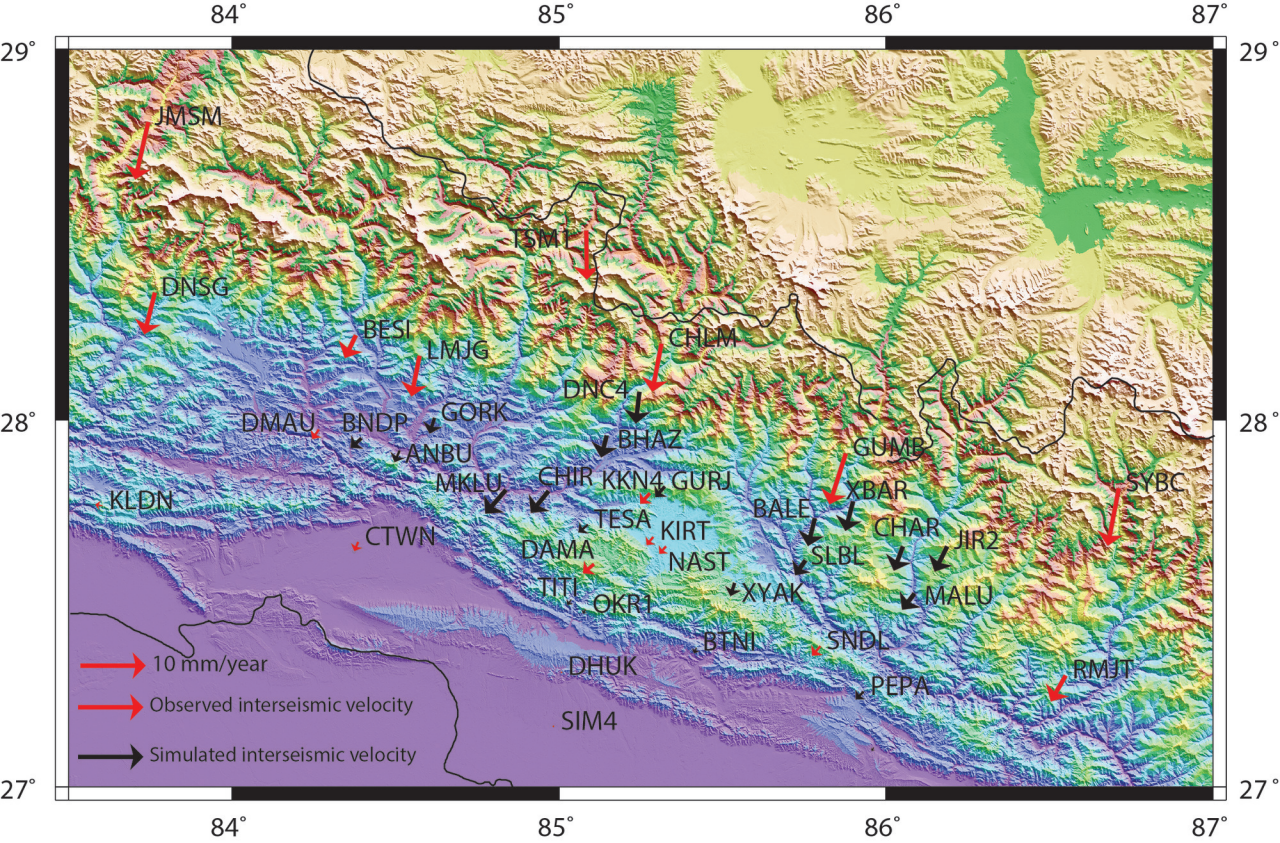 84° 85° 86° 87°
29° 29°
JMSM
TSM1
DNSG
BESI
CHLM
LMJG
DNC4
GORK
DMAU BNDP
28° 28°
BHAZ
GUMB
ANBU
CHIR KKN4 GURJ
MKLU
SYBC
XBAR
KLDN
BALE
TESA
CHAR
KIRT
CTWN
JIR2
DAMA
SLBL
NAST
TITI
XYAK
MALU
OKR1
BTNI
SNDL
10 mm/year
DHUK
RMJT
PEPA
Observed interseismic velocity
SIM4
Simulated interseismic velocity
27° 27°
84° 85° 86° 87°